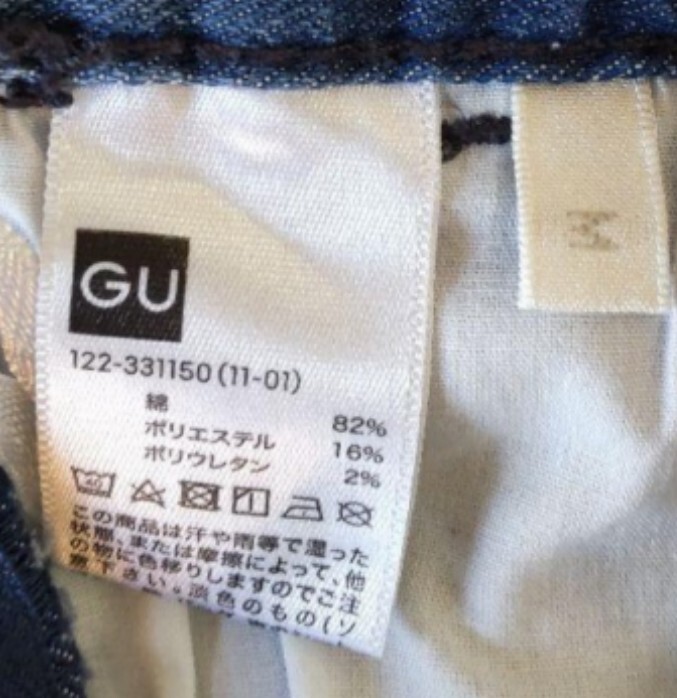 GU
122-331150(11-01)
綿 82%
ポリエステル 16%
ポリウレタン 2%
40
この商品は汗や雨等で湿った
状態、または摩擦によって、他
の物に色移りしますのでご注
意下さい。淡色のもの(ソ
M